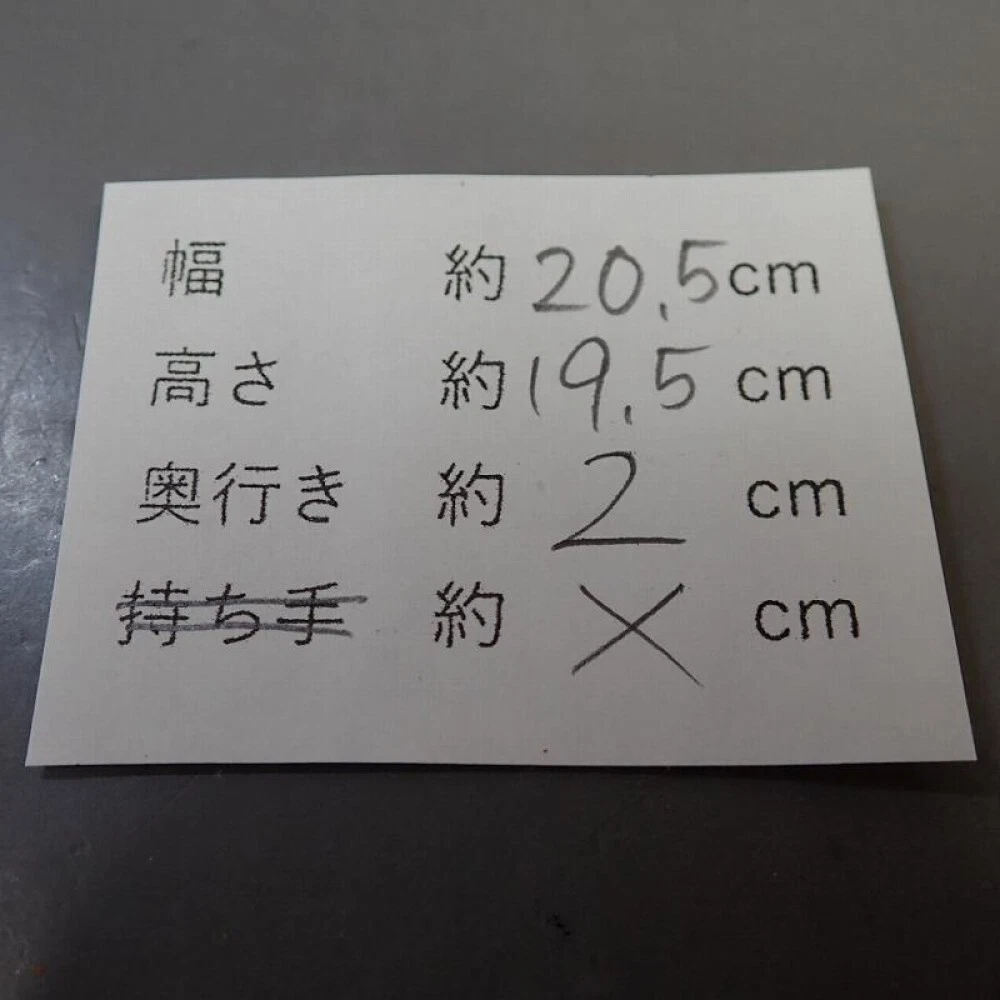 幅 約 20.5cm
高さ 約 19.5 cm
奥行き 約 2 cm
持ち手 約 × cm